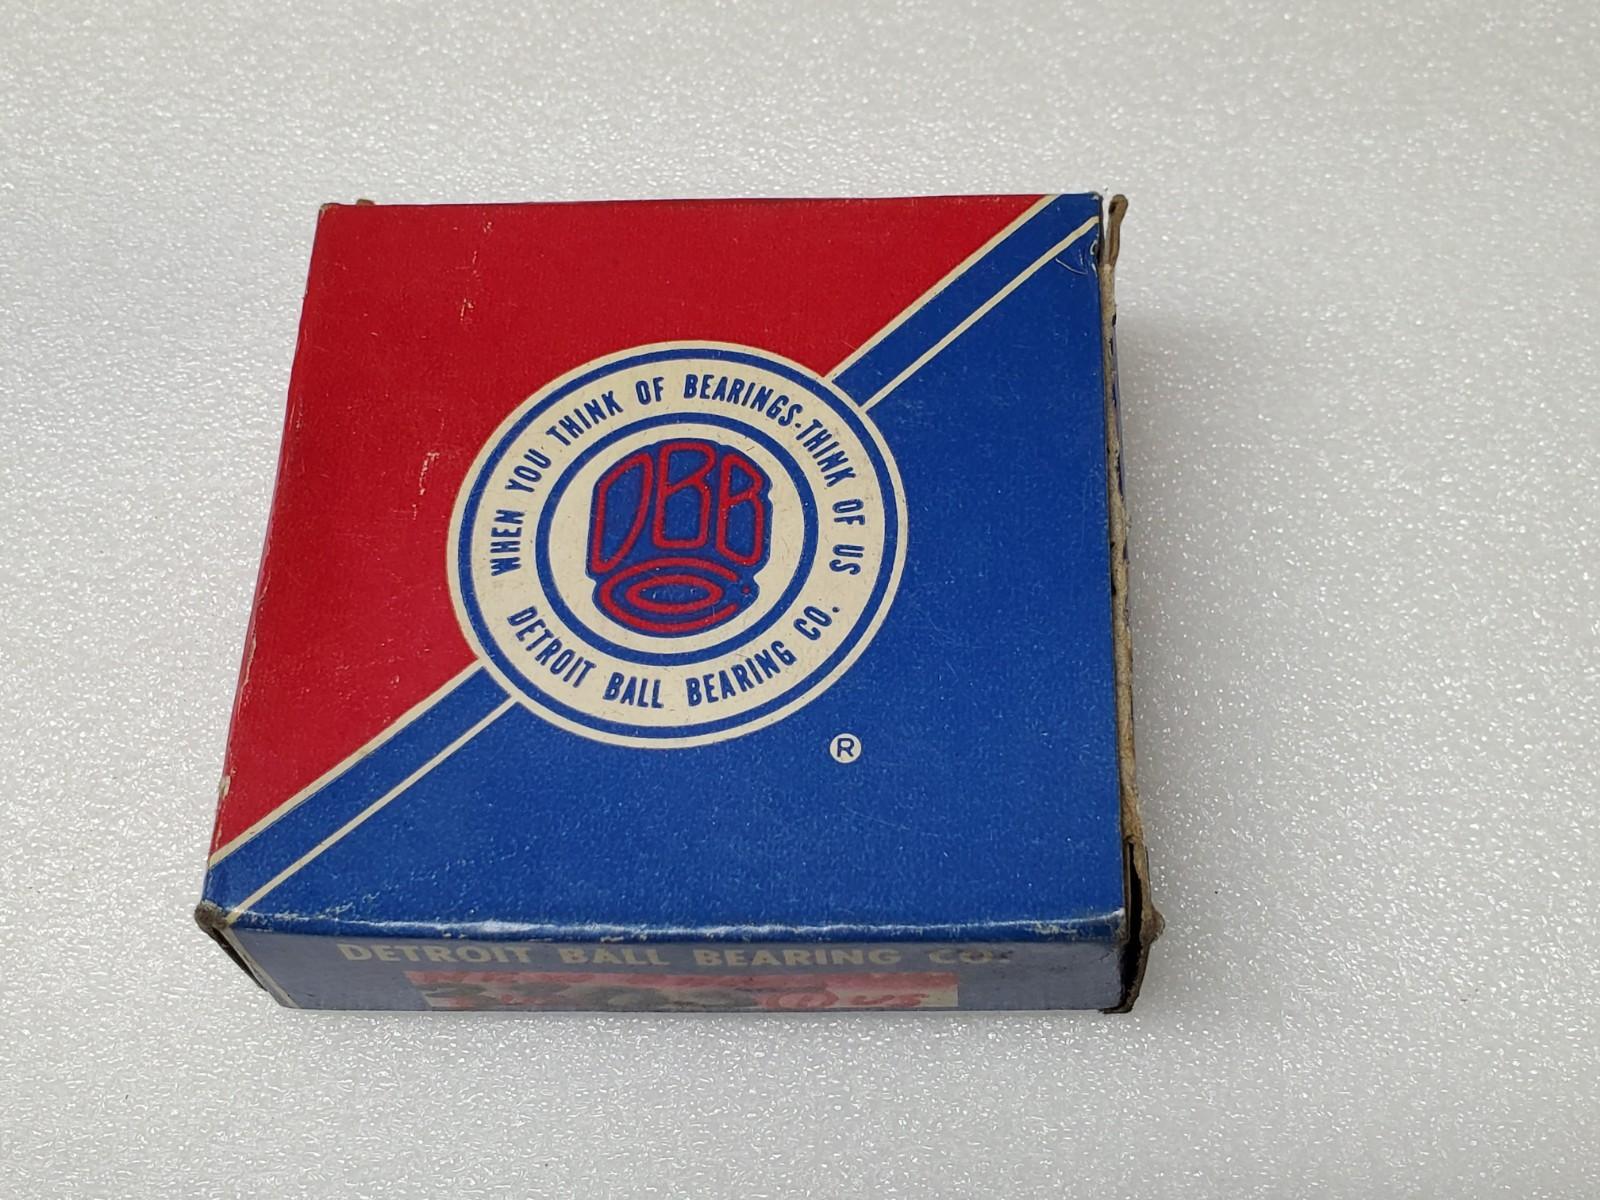 WHEN YOU THINK OF BEARINGS-THINK OF US
DBB
CO.
DETROIT BALL BEARING CO.
®
DETROIT BALL BEARING CO.